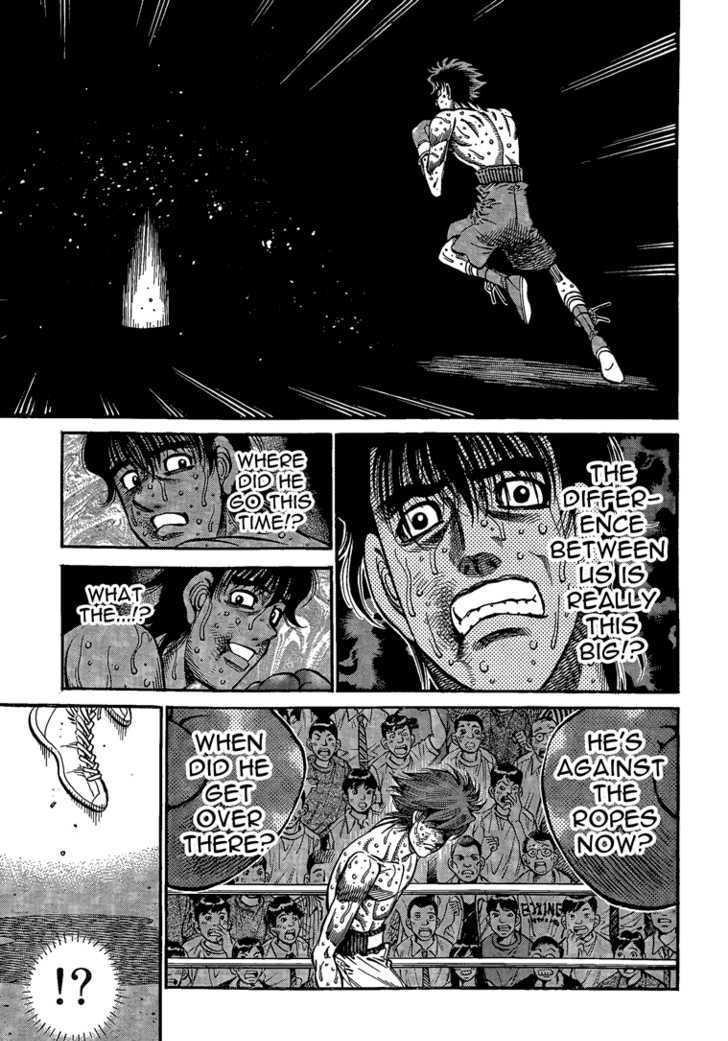 THE
DIFFER-
ENCE
BETWEEN
US IS
REALLY
THIS
BIG!?
WHERE
DID HE
GO THIS
TIME!?
WHAT
THE...!?
HE'S
AGAINST
THE
ROPES
NOW?
WHEN
DID HE
GET
OVER
THERE?
BOXING
!?